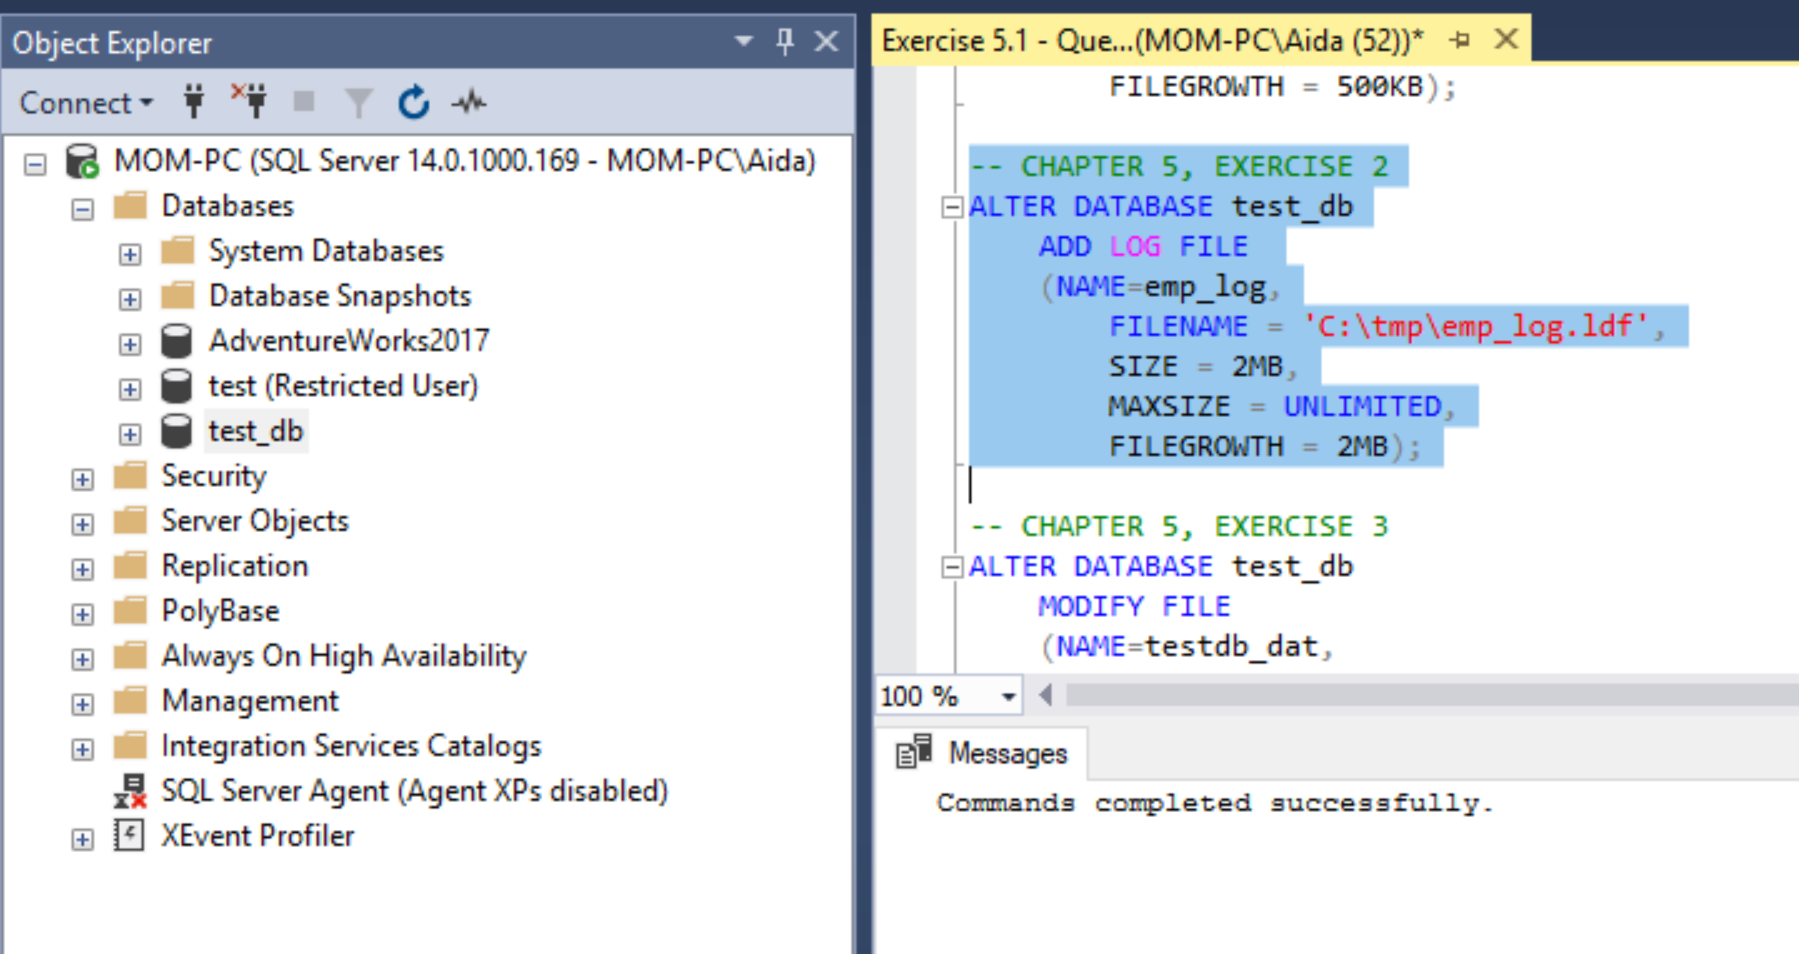 Object Explorer
Connect
MOM-PC (SQL Server 14.0.1000.169 - MOM-PC\Aida)
Databases
System Databases
Database Snapshots
AdventureWorks2017
test (Restricted User)
test_db
Security
Server Objects
Replication
PolyBase
Always On High Availability
Management
Integration Services Catalogs
SQL Server Agent (Agent XPs disabled)
XEvent Profiler
Exercise 5.1 - Que...(MOM-PC\Aida (52))*
FILEGROWTH = 500KB);
-- CHAPTER 5, EXERCISE 2
ALTER DATABASE test_db
ADD LOG FILE
(NAME=emp_log,
FILENAME = 'C:\tmp\emp_log.ldf',
SIZE = 2MB,
MAXSIZE = UNLIMITED,
FILEGROWTH = 2MB);
-- CHAPTER 5, EXERCISE 3
ALTER DATABASE test_db
MODIFY FILE
(NAME=testdb_dat,
100 %
Messages
Commands completed successfully.